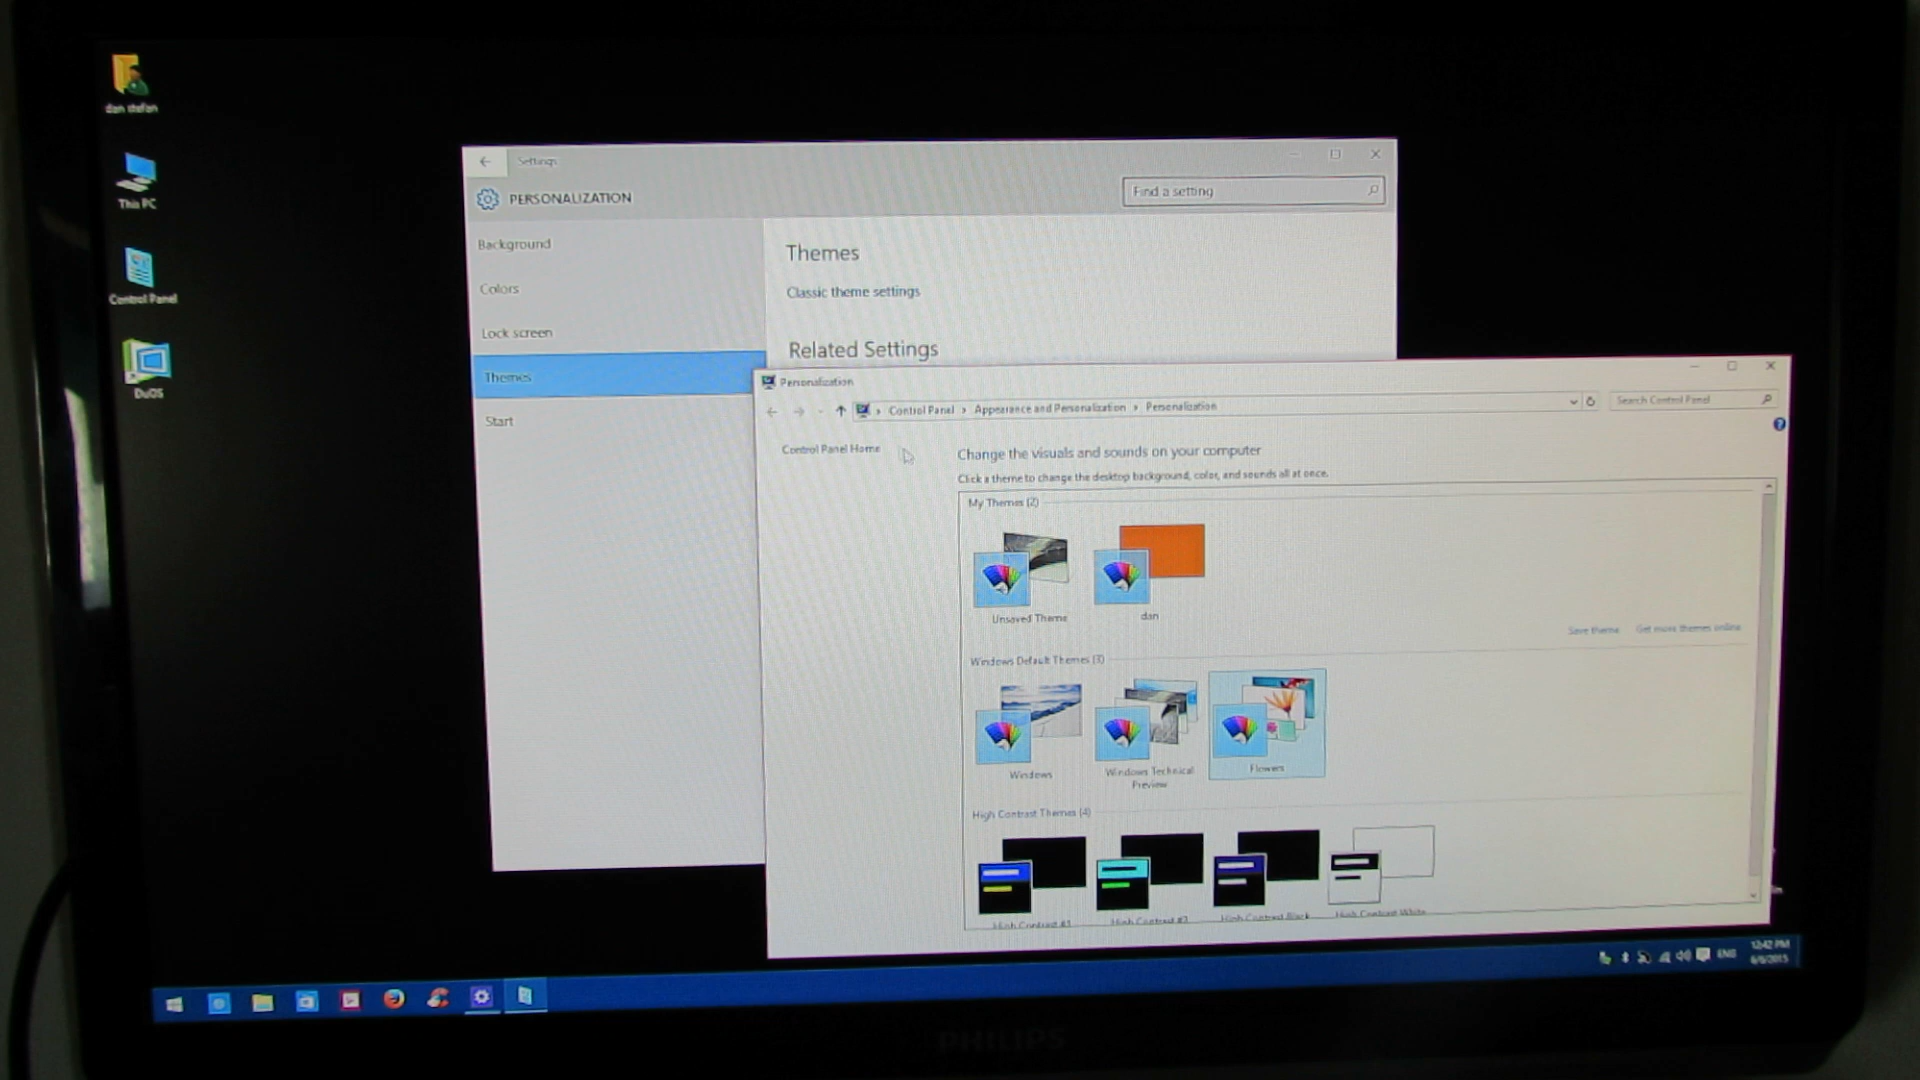 dan stefan
This PC
Control Panel
DuOS
Settings
PERSONALIZATION
Find a setting
Background
Colors
Lock screen
Themes
Start
Themes
Classic theme settings
Related Settings
Personalization
Control Panel › Appearance and Personalization › Personalization
Search Control Panel
Control Panel Home
Change the visuals and sounds on your computer
Click a theme to change the desktop background, color, and sounds all at once.
My Themes (2)
Unsaved Theme
dan
Save theme
Get more themes online
Windows Default Themes (3)
Windows
Windows Technical
Preview
Flowers
High Contrast Themes (4)
High Contrast #1
High Contrast #2
High Contrast Black
High Contrast White
ENG
12:42 PM
6/6/2015
PHILIPS